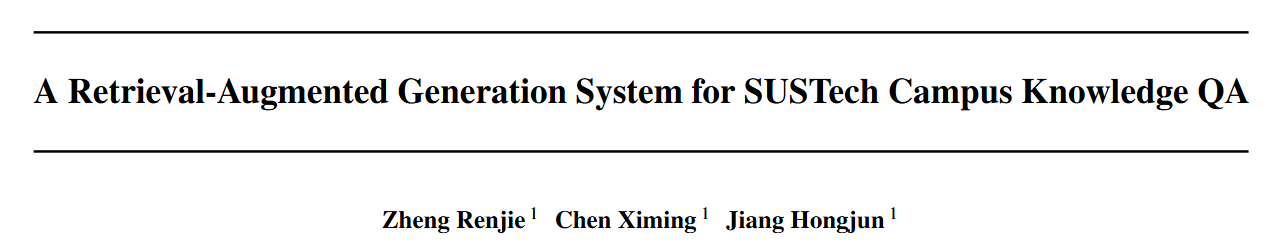 A Retrieval-Augmented Generation System for SUSTech Campus Knowledge QA
Zheng Renjie 1 Chen Ximing 1 Jiang Hongjun 1